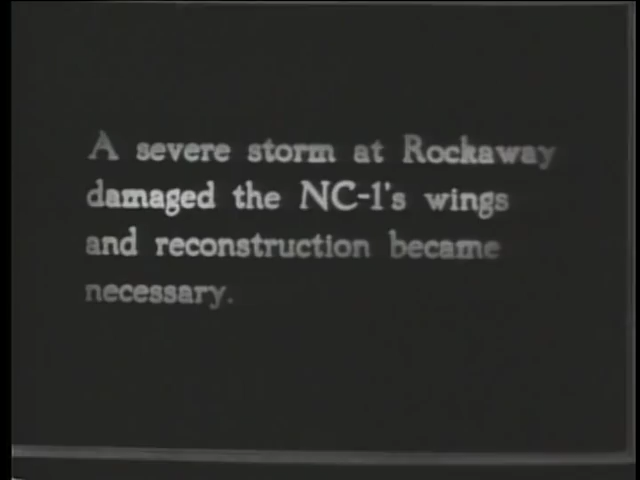 A severe storm at Rockaway
damaged the NC-1's wings
and reconstruction became
necessary.